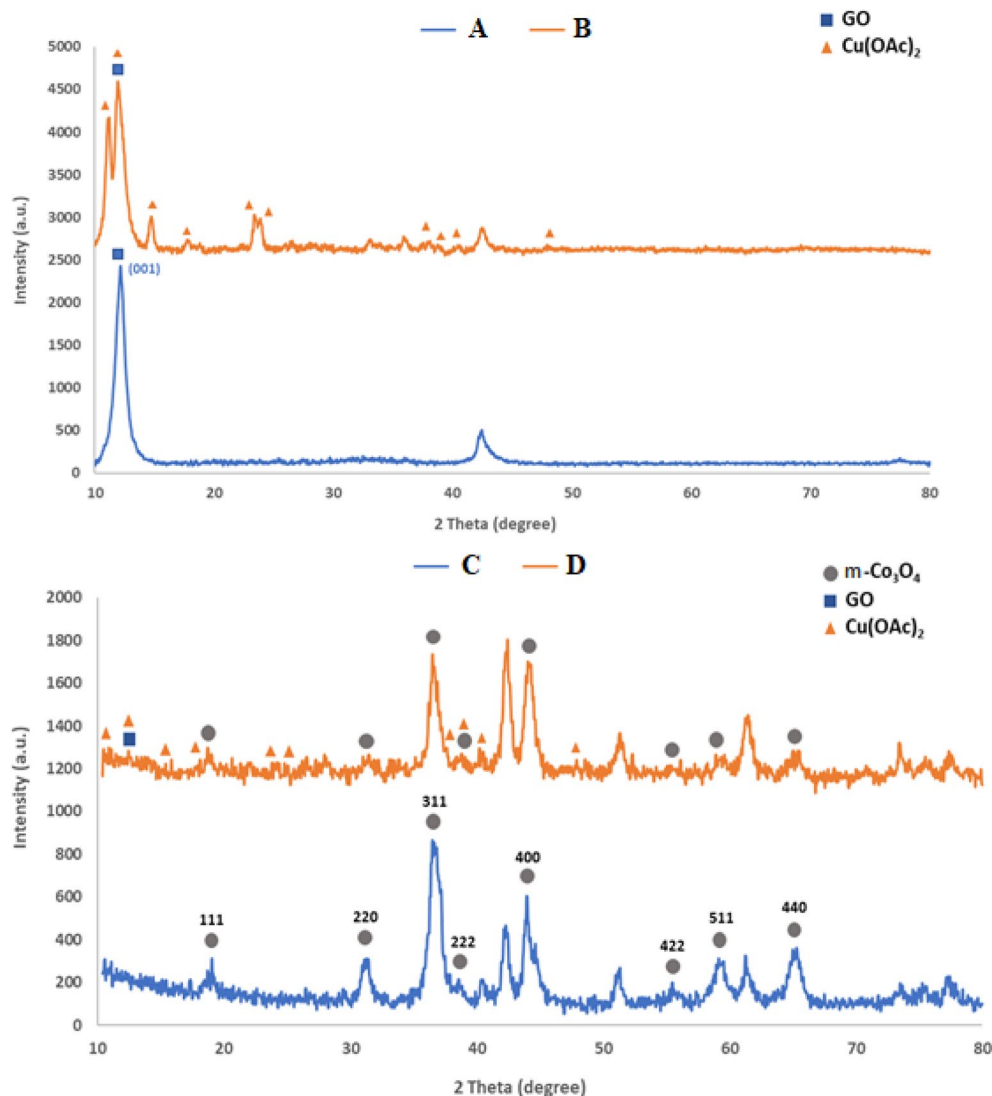 A B
GO
Cu(OAc)₂
Intensity (a.u.)
5000
4500
4000
3500
3000
2500
2000
1500
1000
500
0
(001)
10 20 30 40 50 60 70 80
2 Theta (degree)
C D
m-Co₃O₄
GO
Cu(OAc)₂
Intensity (a.u.)
2000
1800
1600
1400
1200
1000
800
600
400
200
0
111
220
311
222
400
422
511
440
10 20 30 40 50 60 70 80
2 Theta (degree)